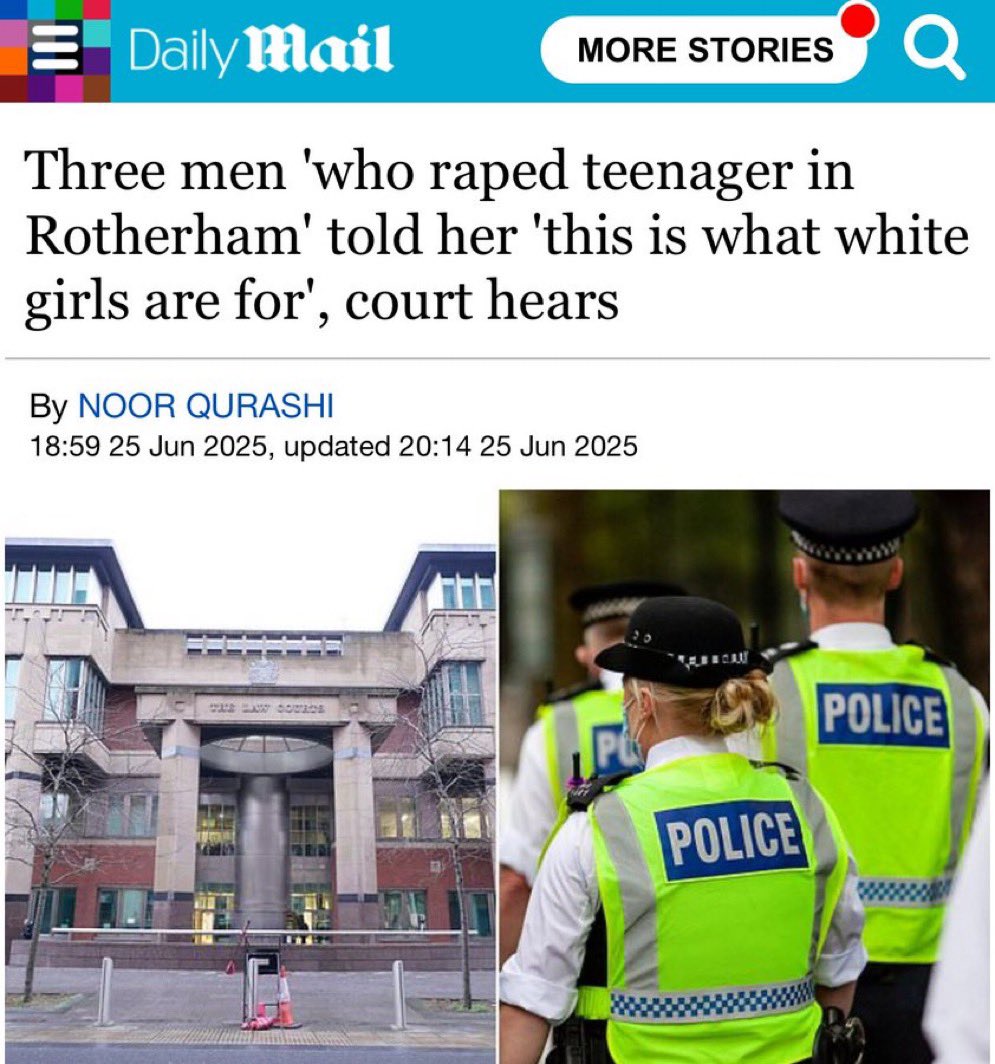 Daily Mail
MORE STORIES
Three men 'who raped teenager in
Rotherham' told her 'this is what white
girls are for', court hears
By NOOR QURASHI
18:59 25 Jun 2025, updated 20:14 25 Jun 2025
THE LAW COURTS
POLICE
PO
POLICE